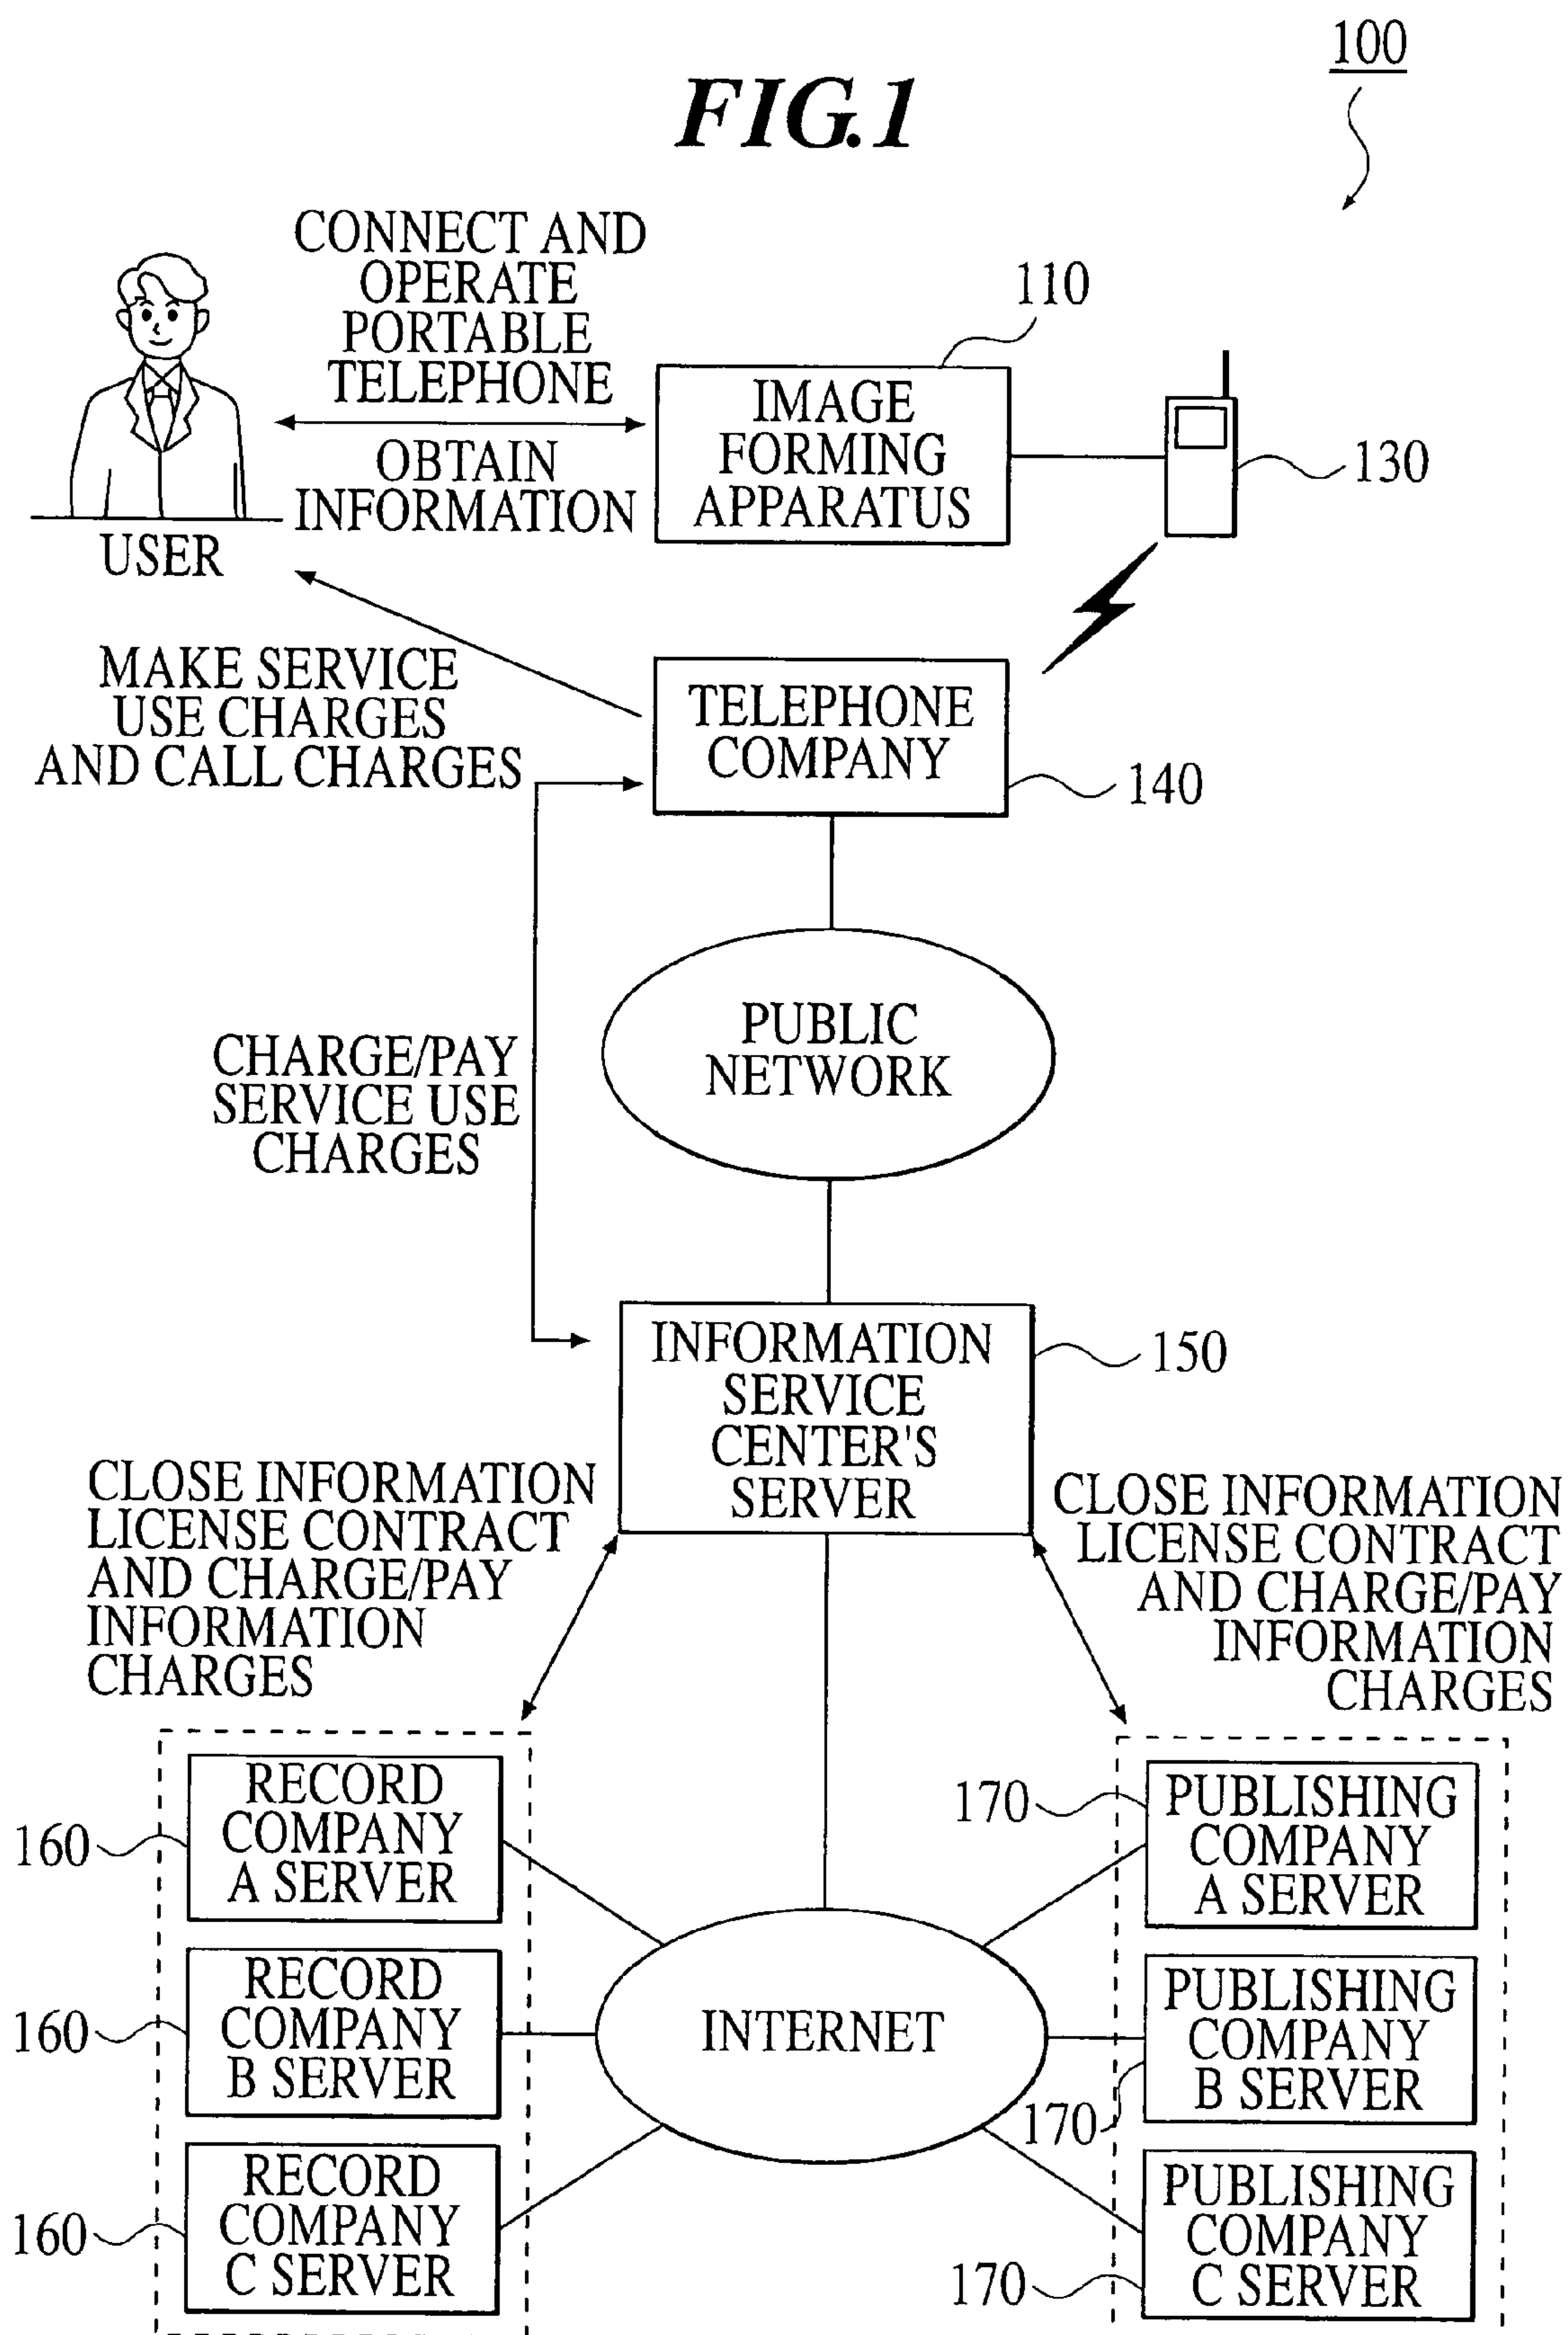 100
FIG.1
CONNECT AND
OPERATE
PORTABLE
TELEPHONE
OBTAIN
INFORMATION
USER
110
IMAGE
FORMING
APPARATUS
130
MAKE SERVICE
USE CHARGES
AND CALL CHARGES
TELEPHONE
COMPANY
140
PUBLIC
NETWORK
CHARGE/PAY
SERVICE USE
CHARGES
INFORMATION
SERVICE
CENTER'S
SERVER
150
CLOSE INFORMATION
LICENSE CONTRACT
AND CHARGE/PAY
INFORMATION
CHARGES
CLOSE INFORMATION
LICENSE CONTRACT
AND CHARGE/PAY
INFORMATION
CHARGES
160
RECORD
COMPANY
A SERVER
160
RECORD
COMPANY
B SERVER
160
RECORD
COMPANY
C SERVER
INTERNET
170
PUBLISHING
COMPANY
A SERVER
170
PUBLISHING
COMPANY
B SERVER
170
PUBLISHING
COMPANY
C SERVER